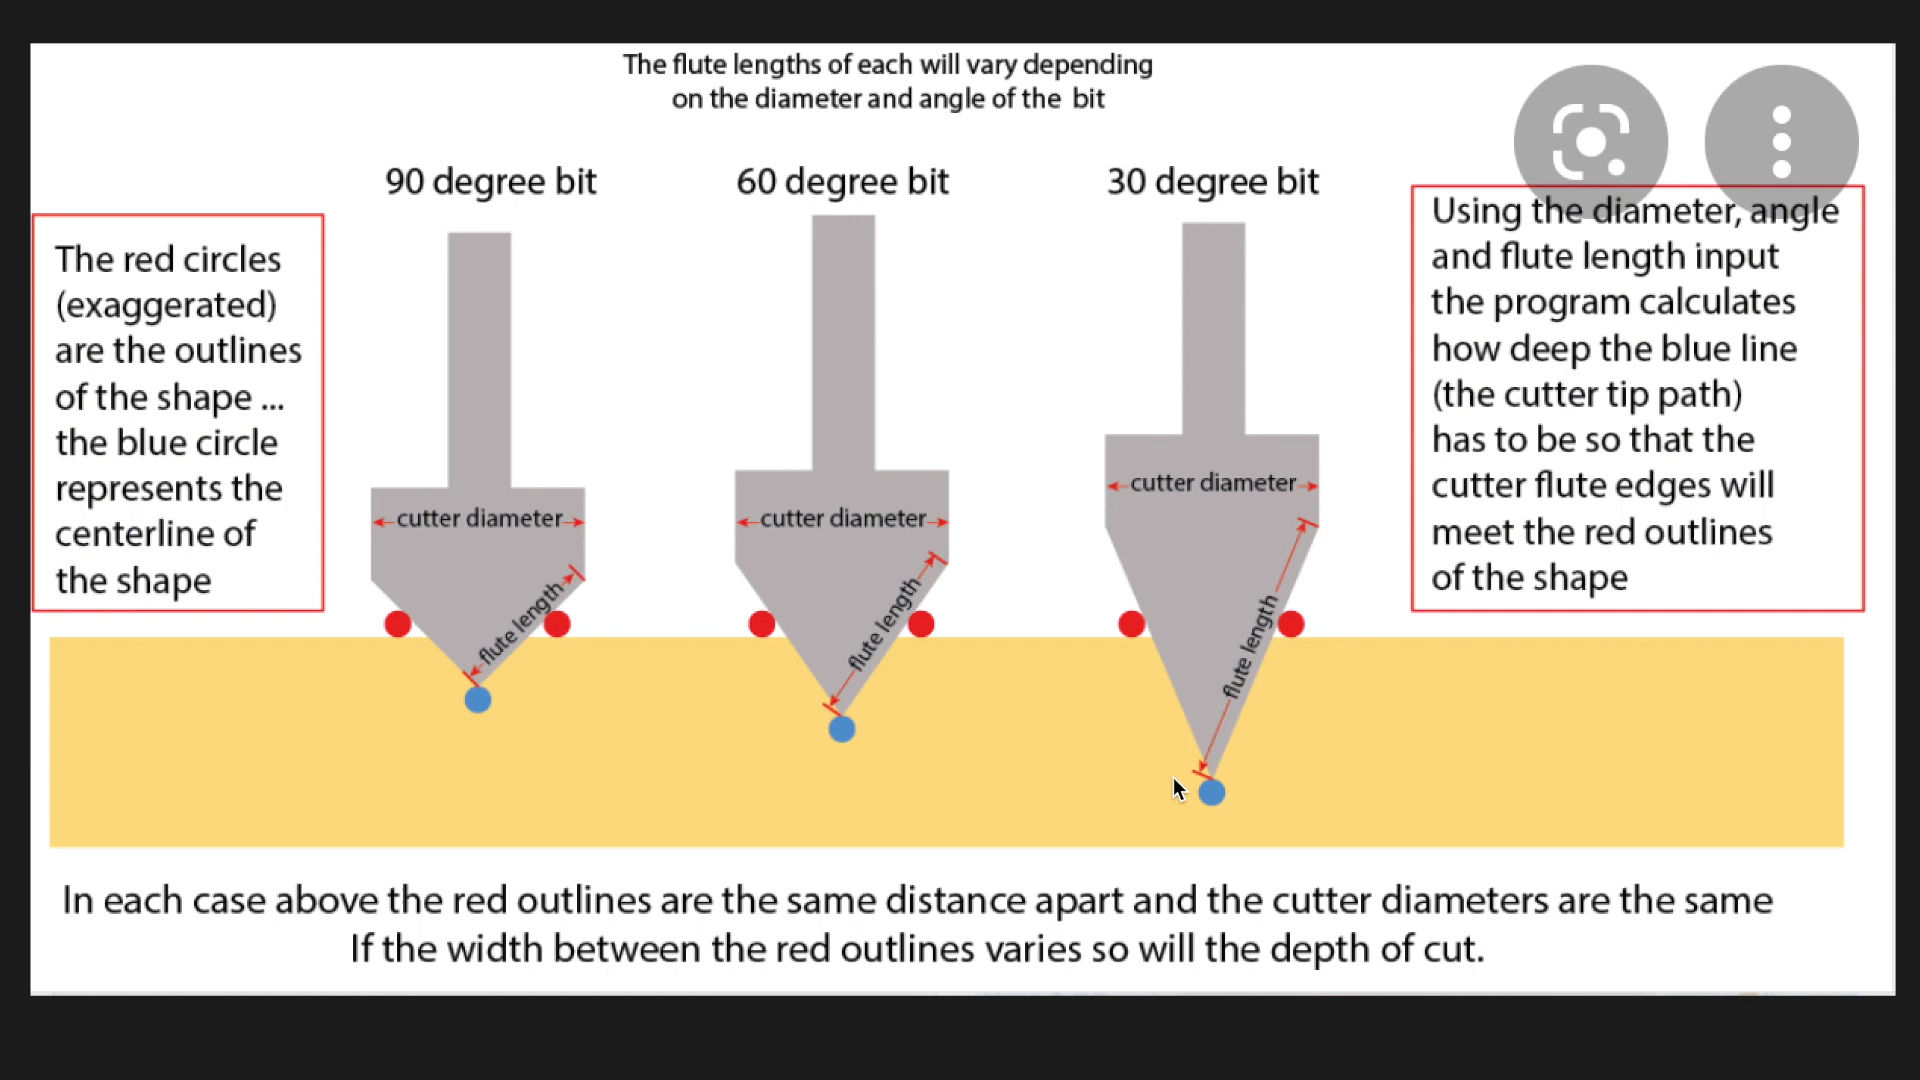 The flute lengths of each will vary depending
on the diameter and angle of the bit
90 degree bit
60 degree bit
30 degree bit
The red circles
(exaggerated)
are the outlines
of the shape ...
the blue circle
represents the
centerline of
the shape
Using the diameter, angle
and flute length input
the program calculates
how deep the blue line
(the cutter tip path)
has to be so that the
cutter flute edges will
meet the red outlines
of the shape
cutter diameter
cutter diameter
cutter diameter
flute length
flute length
flute length
In each case above the red outlines are the same distance apart and the cutter diameters are the same
If the width between the red outlines varies so will the depth of cut.